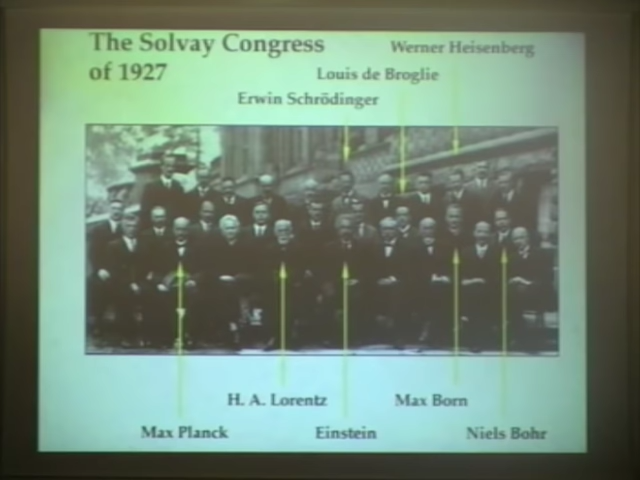 The Solvay Congress
of 1927
Werner Heisenberg
Louis de Broglie
Erwin Schrödinger
H. A. Lorentz
Max Born
Max Planck
Einstein
Niels Bohr